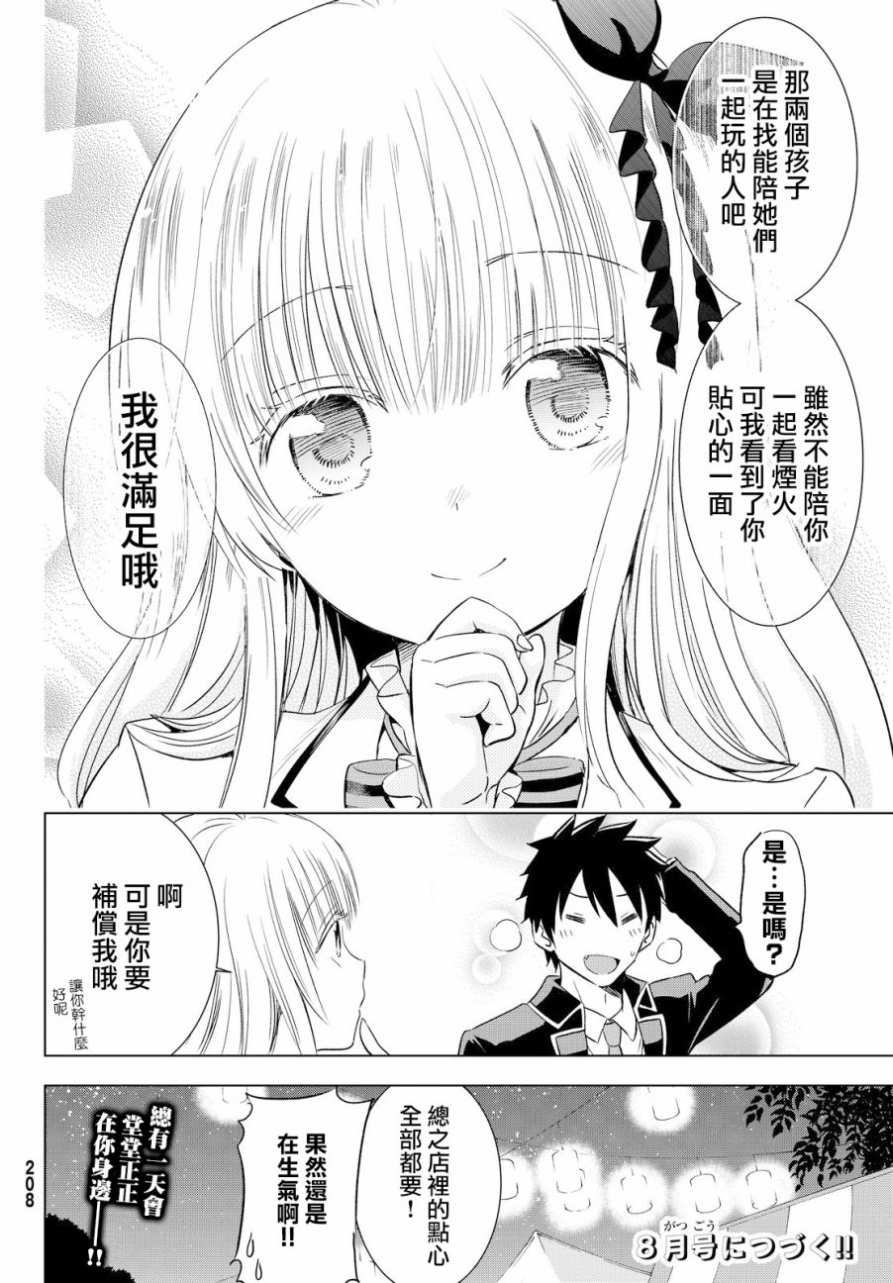 那兩個孩子
是在找能陪她們
一起玩的人吧
雖然不能陪你
一起看煙火
可我看到了你
貼心的一面
我很滿足哦
是…是嗎?
啊
可是你要
補償我哦
讓你幹什麼
好呢
總之店裡的點心
全部都要!
果然還是
在生氣啊!!
總有一天會
堂堂正正
在你身邊——!!
がつごう
8月号につづく!!
208